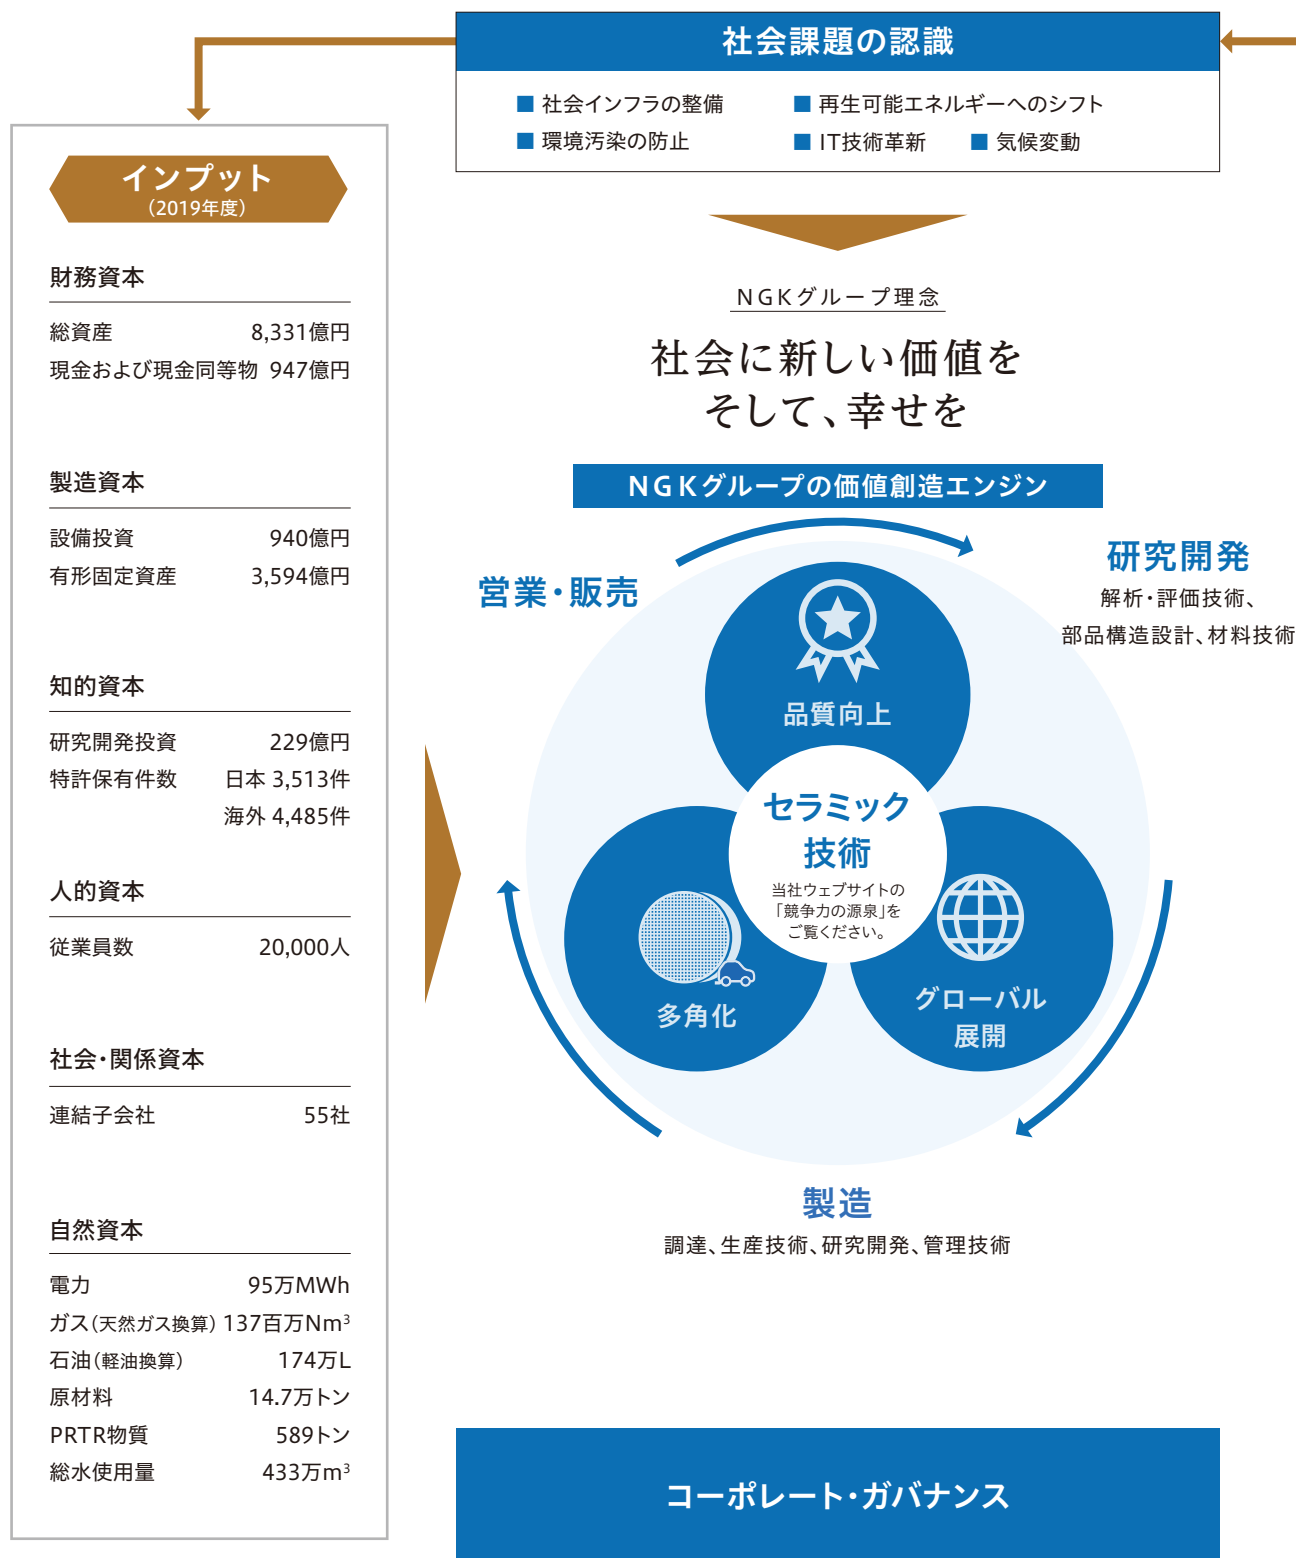 社会課題の認識
■ 社会インフラの整備 ■ 再生可能エネルギーへのシフト
■ 環境汚染の防止 ■ IT技術革新 ■ 気候変動
インプット
（2019年度）
財務資本
総資産 8,331億円
現金および現金同等物 947億円
製造資本
設備投資 940億円
有形固定資産 3,594億円
知的資本
研究開発投資 229億円
特許保有件数 日本 3,513件
海外 4,485件
人的資本
従業員数 20,000人
社会・関係資本
連結子会社 55社
自然資本
電力 95万MWh
ガス（天然ガス換算） 137百万Nm³
石油（軽油換算） 174万L
原材料 14.7万トン
PRTR物質 589トン
総水使用量 433万m³
NGKグループ理念
社会に新しい価値を
そして、幸せを
NGKグループの価値創造エンジン
営業・販売
研究開発
解析・評価技術、
部品構造設計、材料技術
品質向上
セラミック
技術
当社ウェブサイトの
「競争力の源泉」を
ご覧ください。
多角化
グローバル
展開
製造
調達、生産技術、研究開発、管理技術
コーポレート・ガバナンス